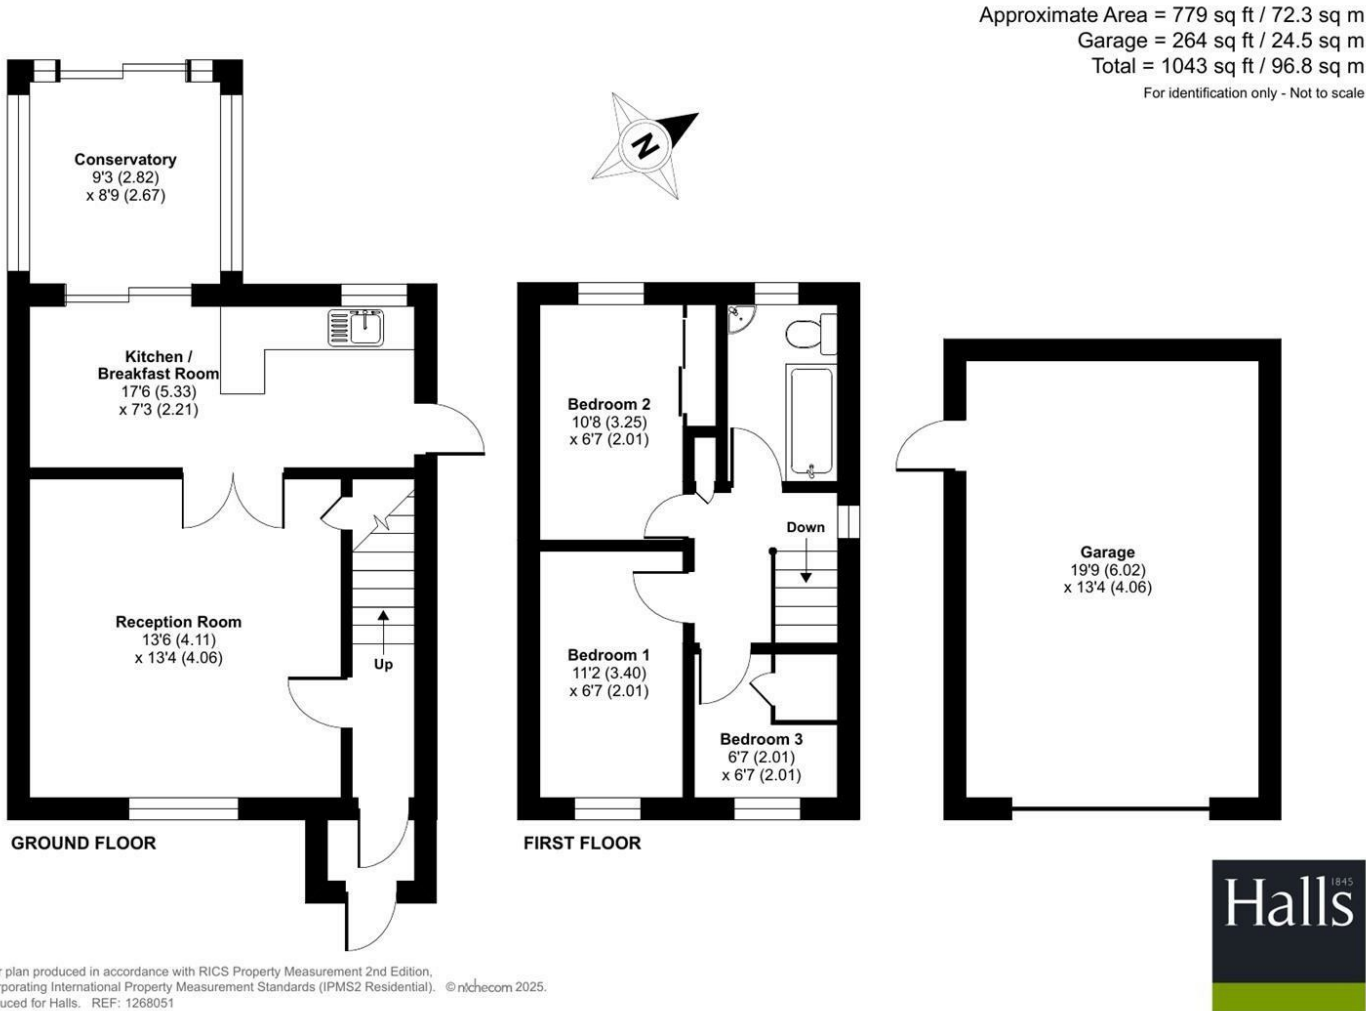 Approximate Area = 779 sq ft / 72.3 sq m
Garage = 264 sq ft / 24.5 sq m
Total = 1043 sq ft / 96.8 sq m
For identification only - Not to scale
N
Conservatory
9'3 (2.82)
x 8'9 (2.67)
Kitchen /
Breakfast Room
17'6 (5.33)
x 7'3 (2.21)
Reception Room
13'6 (4.11)
x 13'4 (4.06)
Up
GROUND FLOOR
Bedroom 2
10'8 (3.25)
x 6'7 (2.01)
Down
Bedroom 1
11'2 (3.40)
x 6'7 (2.01)
Bedroom 3
6'7 (2.01)
x 6'7 (2.01)
FIRST FLOOR
Garage
19'9 (6.02)
x 13'4 (4.06)
1845
Halls
r plan produced in accordance with RICS Property Measurement 2nd Edition,
rporating International Property Measurement Standards (IPMS2 Residential). © nichecom 2025.
uced for Halls. REF: 1268051